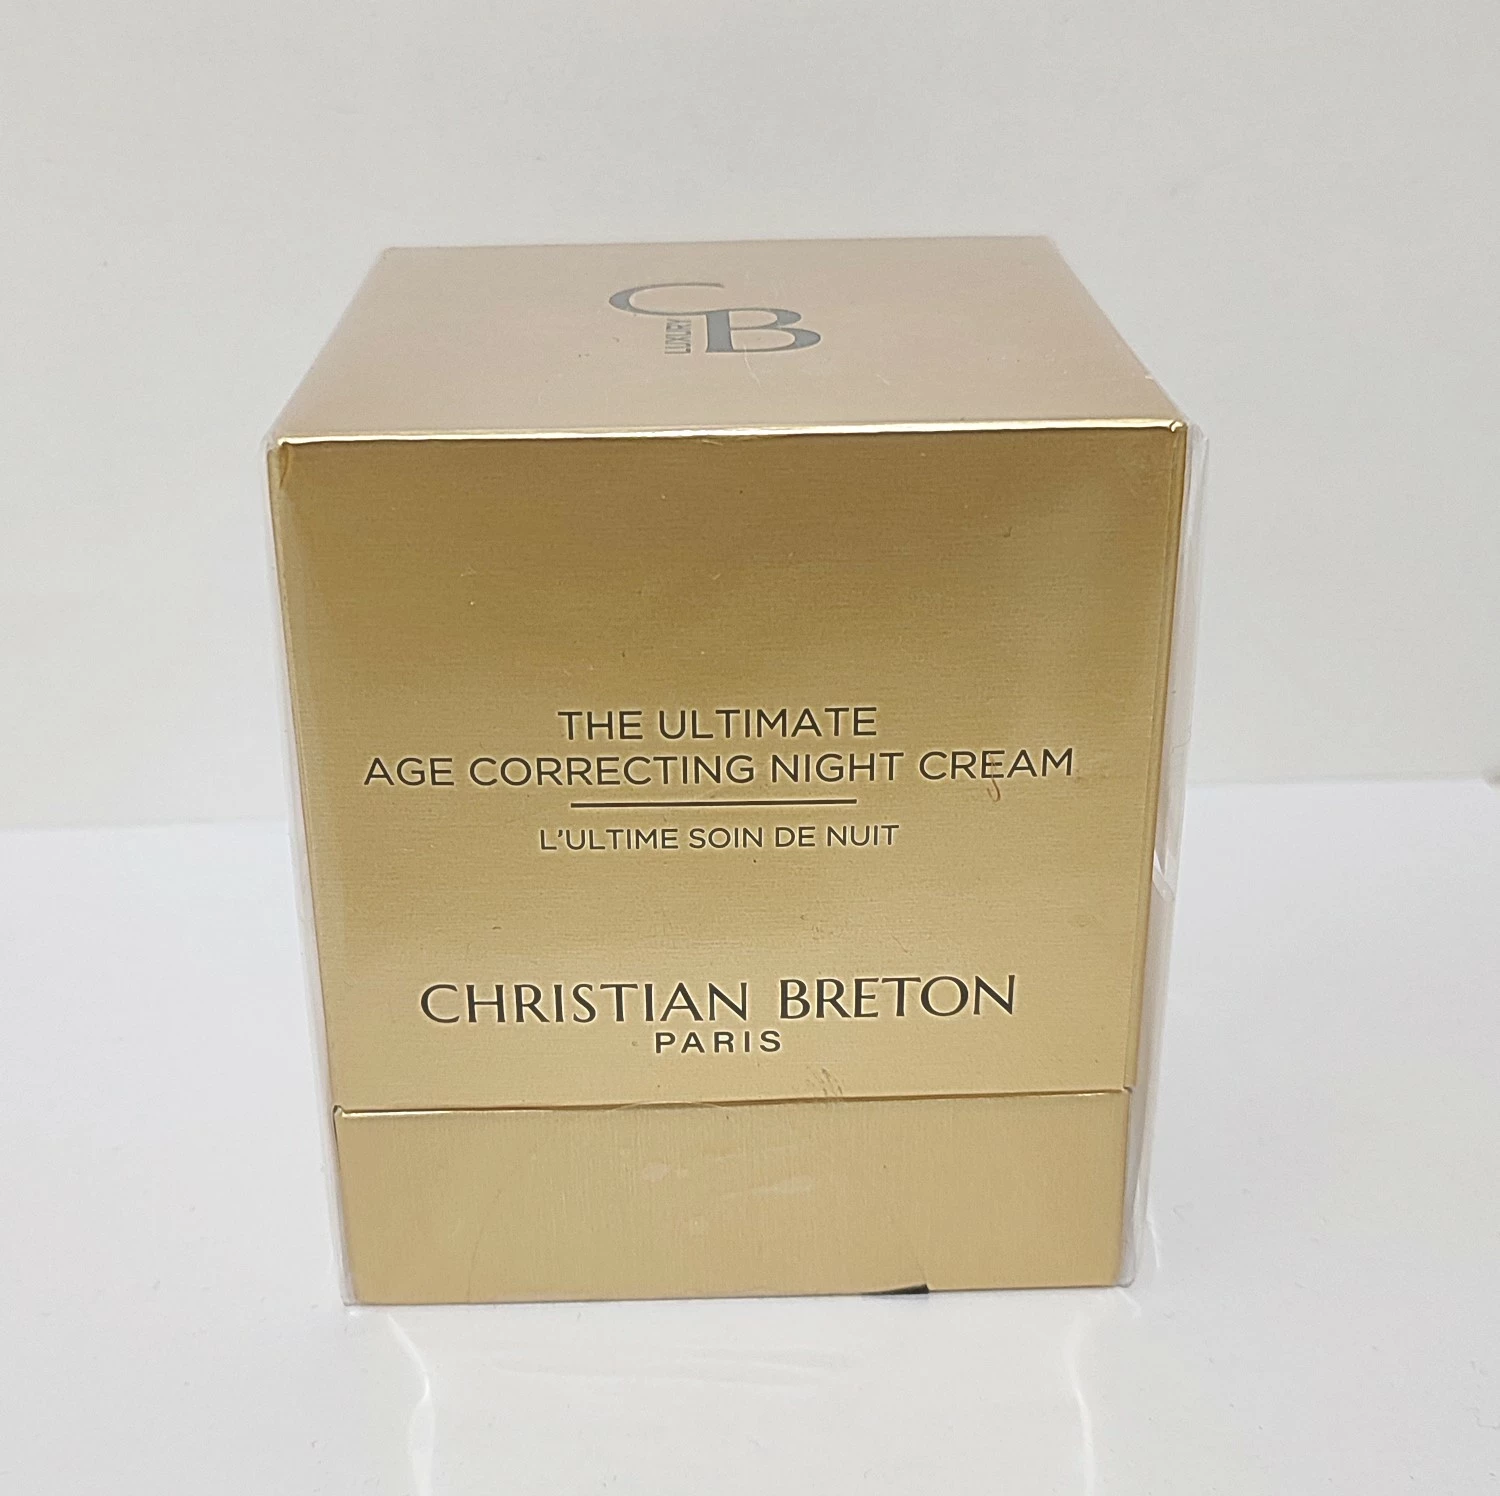 CB
LUXURY
THE ULTIMATE
AGE CORRECTING NIGHT CREAM
L'ULTIME SOIN DE NUIT
CHRISTIAN BRETON
PARIS